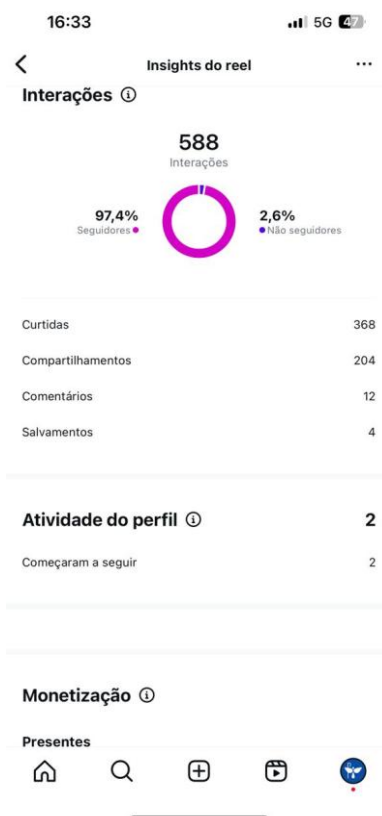 16:33
5G 47
Insights do reel
Interações
588
Interações
97,4%
Seguidores
2,6%
Não seguidores
Curtidas 368
Compartilhamentos 204
Comentários 12
Salvamentos 4
Atividade do perfil 2
Começaram a seguir 2
Monetização
Presentes